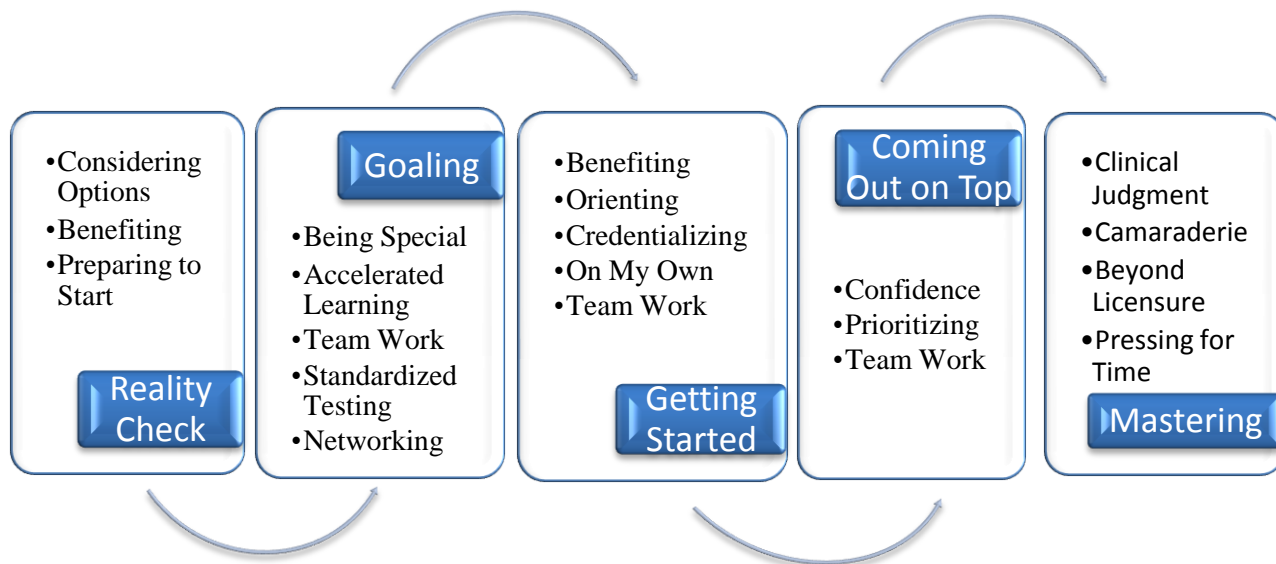 •Considering
Options
•Benefiting
•Preparing to
Start
Reality
Check
Goaling
•Being Special
•Accelerated
Learning
•Team Work
•Standardized
Testing
•Networking
•Benefiting
•Orienting
•Credentializing
•On My Own
•Team Work
Getting
Started
Coming
Out on Top
•Confidence
•Prioritizing
•Team Work
•Clinical
Judgment
•Camaraderie
•Beyond
Licensure
•Pressing for
Time
Mastering